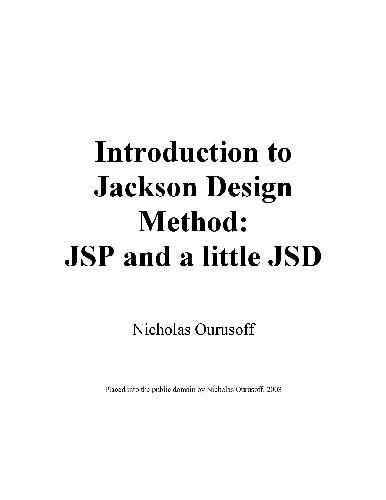 Introduction to
Jackson Design
Method:
JSP and a little JSD
Nicholas Ourusoff
Placed into the public domain by Nicholas Ourusoff, 2003